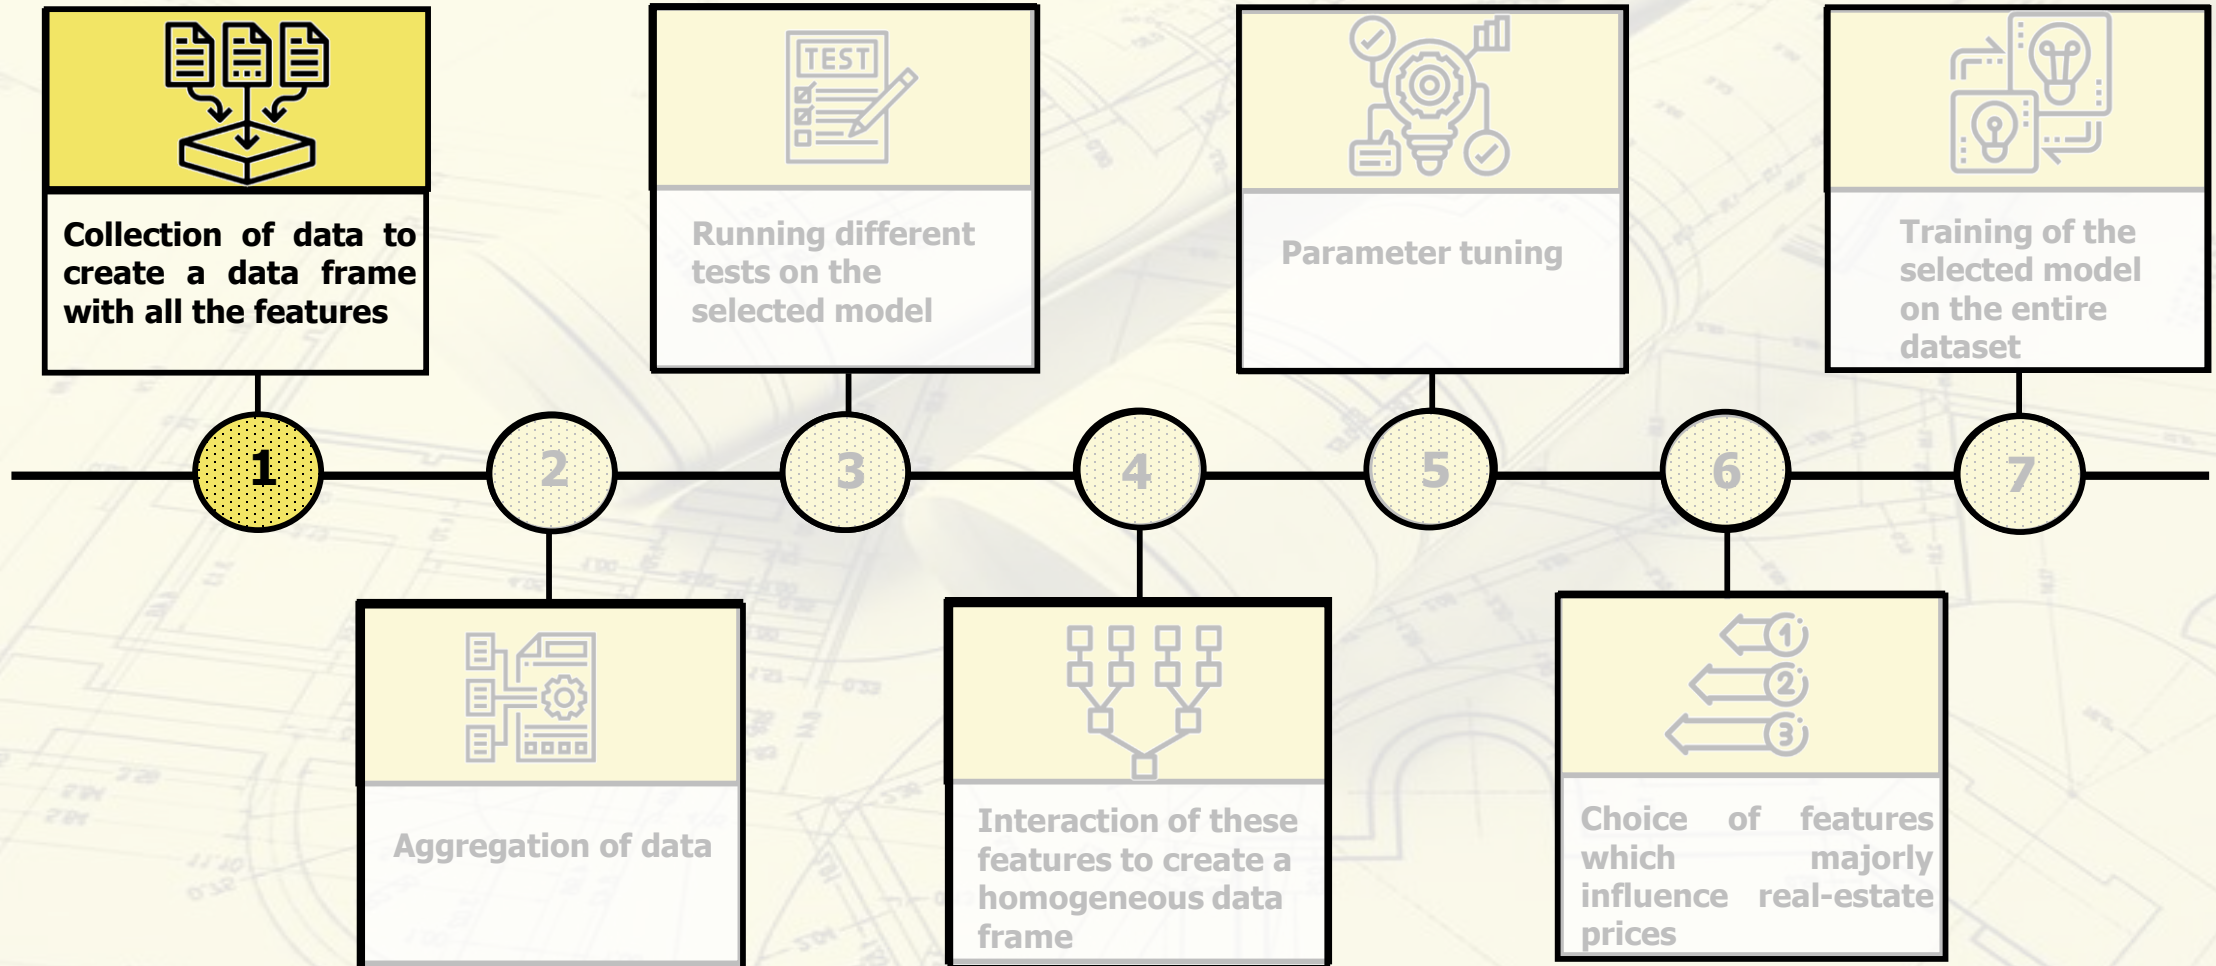 Collection of data to
create a data frame
with all the features
TEST
Running different
tests on the
selected model
Parameter tuning
Training of the
selected model
on the entire
dataset
1
2
3
4
5
6
7
Aggregation of data
Interaction of these
features to create a
homogeneous data
frame
1
2
3
Choice of features
which majorly
influence real-estate
prices